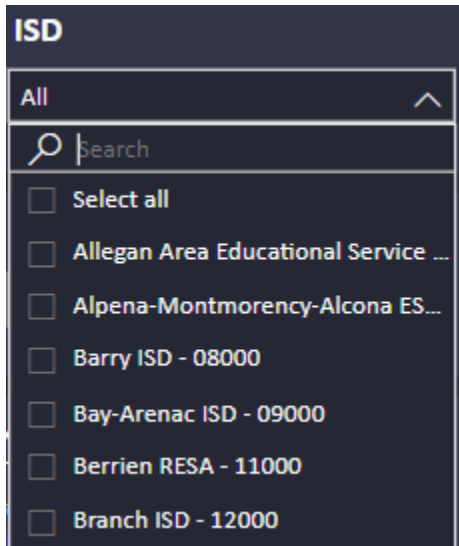 ISD
All
Search
Select all
Allegan Area Educational Service ...
Alpena-Montmorency-Alcona ES...
Barry ISD - 08000
Bay-Arenac ISD - 09000
Berrien RESA - 11000
Branch ISD - 12000